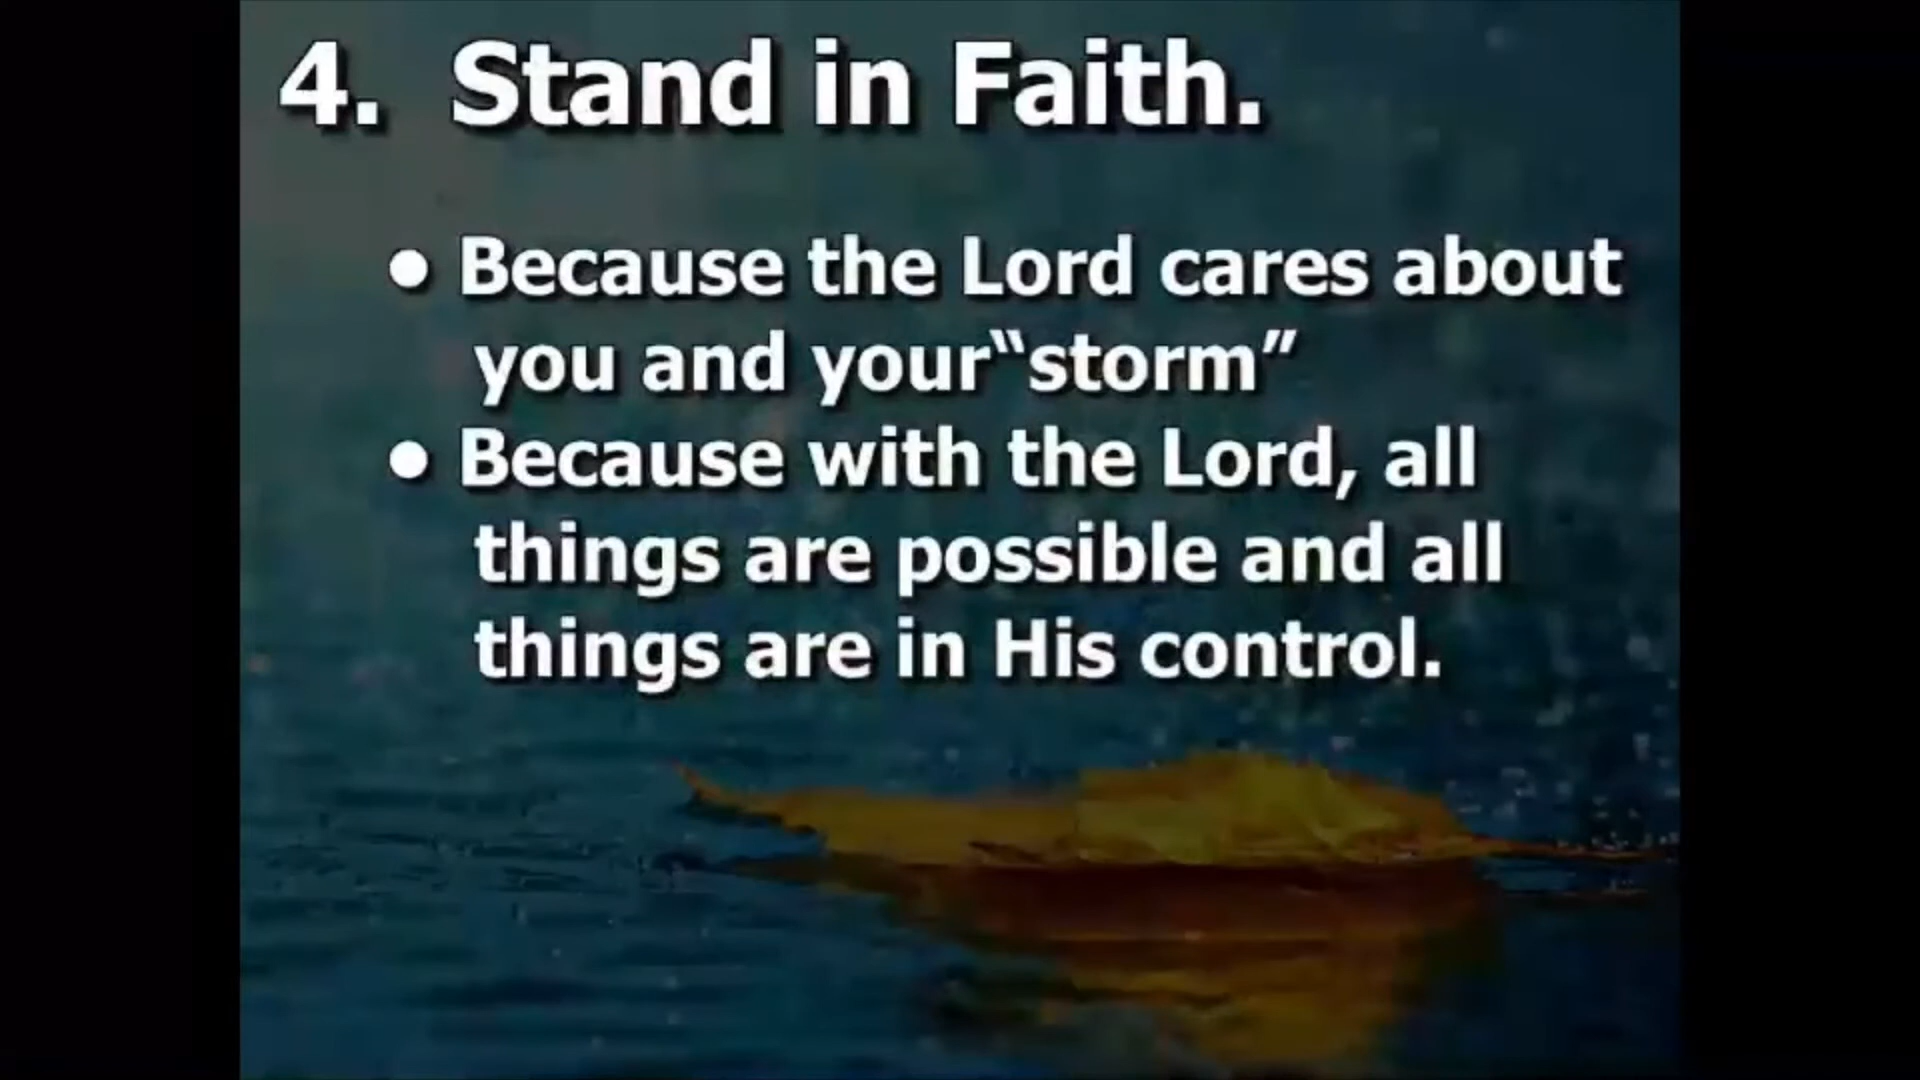 4. Stand in Faith.
● Because the Lord cares about
you and your“storm”
● Because with the Lord, all
things are possible and all
things are in His control.